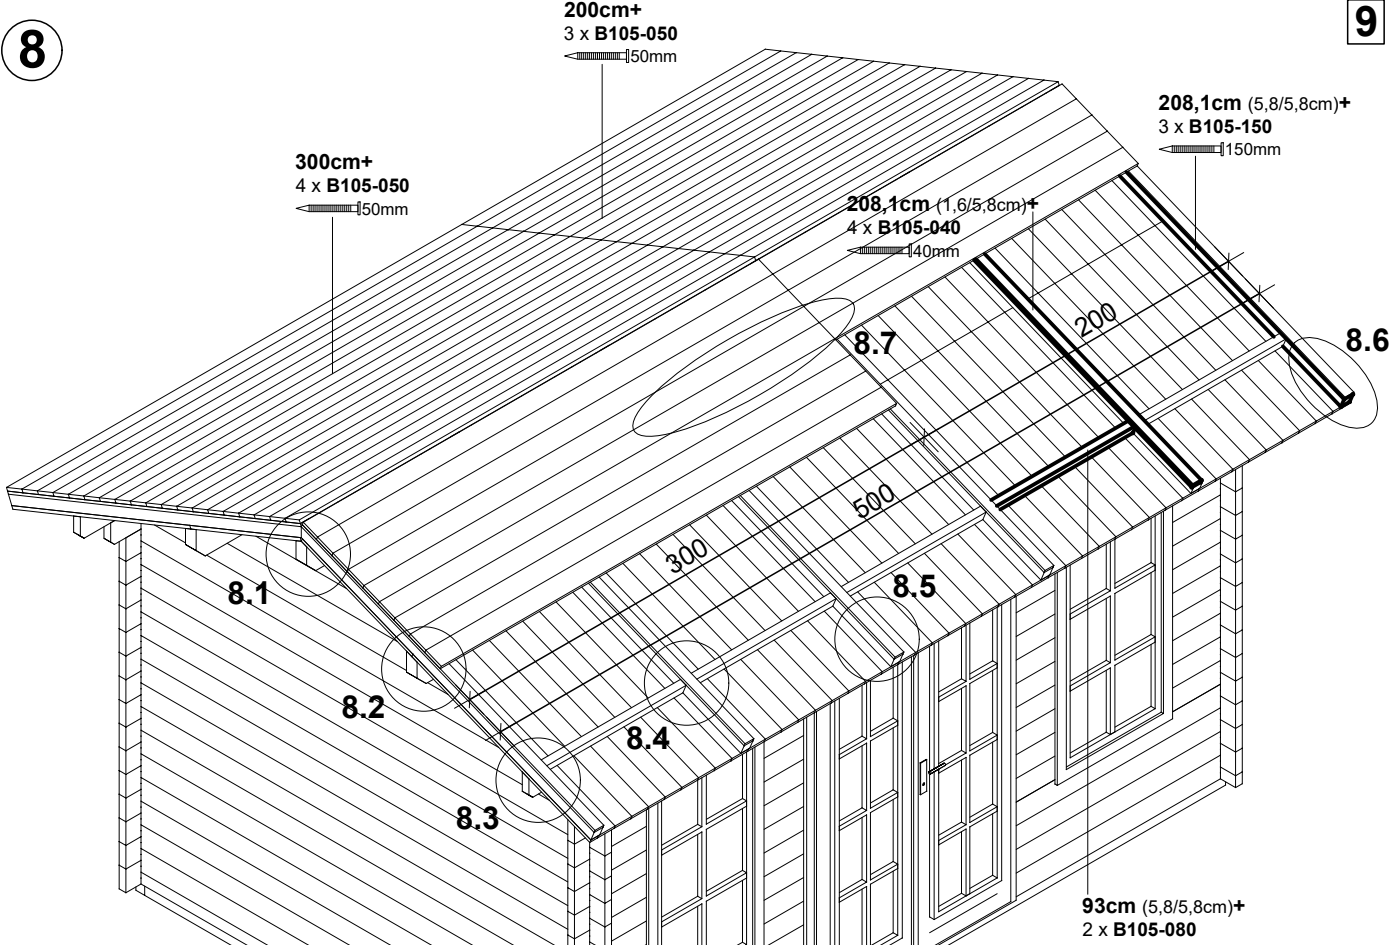 8
200cm+
3 x B105-050
50mm
9
208,1cm (5,8/5,8cm)+
3 x B105-150
150mm
300cm+
4 x B105-050
50mm
208,1cm (1,6/5,8cm)+
4 x B105-040
40mm
200
8.7
8.6
500
300
8.5
8.1
8.2
8.4
8.3
93cm (5,8/5,8cm)+
2 x B105-080